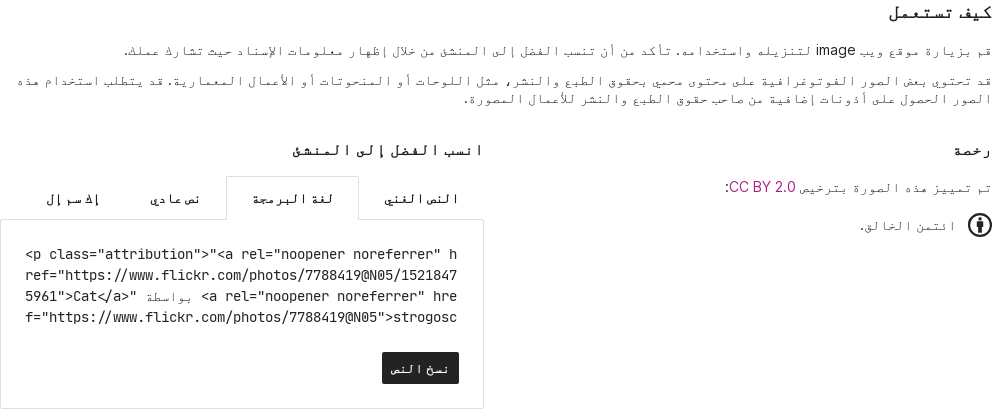 كيف تستعمل
قم بزيارة موقع ويب image لتنزيله واستخدامه. تأكد من أن تنسب الفضل إلى المنشئ من خلال إظهار معلومات الإسناد حيث تشارك عملك.
قد تحتوي بعض الصور الفوتوغرافية على محتوى محمي بحقوق الطبع والنشر، مثل اللوحات أو المنحوتات أو الأعمال المعمارية. قد يتطلب استخدام هذه
الصور الحصول على أذونات إضافية من صاحب حقوق الطبع والنشر للأعمال المصورة.
رخصة
تم تمييز هذه الصورة بترخيص CC BY 2.0:
ائتمن الخالق.
انسب الفضل إلى المنشئ
النص الغني
لغة البرمجة
نص عادي
إك سم إل
<p class="attribution">"<a rel="noopener noreferrer" h
ref="https://www.flickr.com/photos/7788419@N05/1521847
5961">Cat</a>" بواسطة <a rel="noopener noreferrer" hre
f="https://www.flickr.com/photos/7788419@N05">strogosc
نسخ النص